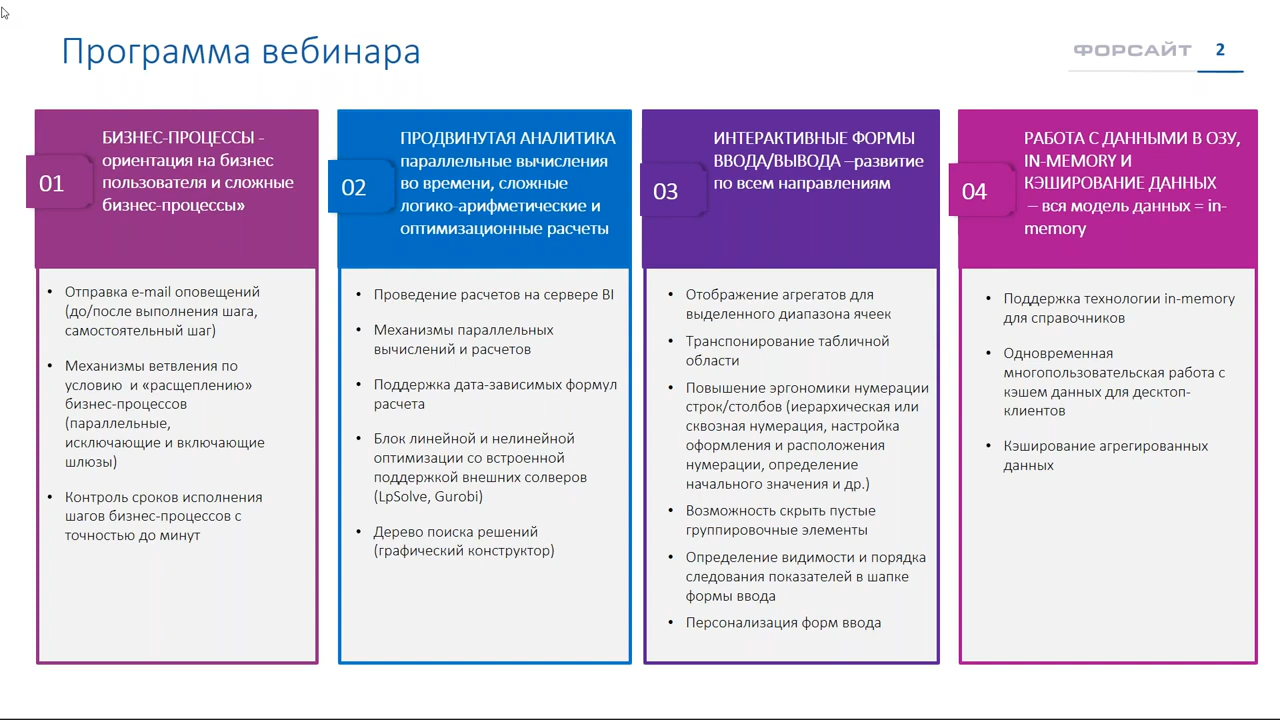 Программа вебинара
ФОРСАЙТ
2
01
БИЗНЕС-ПРОЦЕССЫ -
ориентация на бизнес
пользователя и сложные
бизнес-процессы»
• Отправка e-mail оповещений
(до/после выполнения шага,
самостоятельный шаг)
• Механизмы ветвления по
условию и «расщеплению»
бизнес-процессов
(параллельные,
исключающие и включающие
шлюзы)
• Контроль сроков исполнения
шагов бизнес-процессов с
точностью до минут
02
ПРОДВИНУТАЯ АНАЛИТИКА
параллельные вычисления
во времени, сложные
логико-арифметические и
оптимизационные расчеты
• Проведение расчетов на сервере BI
• Механизмы параллельных
вычислений и расчетов
• Поддержка дата-зависимых формул
расчета
• Блок линейной и нелинейной
оптимизации со встроенной
поддержкой внешних солверов
(LpSolve, Gurobi)
• Дерево поиска решений
(графический конструктор)
03
ИНТЕРАКТИВНЫЕ ФОРМЫ
ВВОДА/ВЫВОДА –развитие
по всем направлениям
• Отображение агрегатов для
выделенного диапазона ячеек
• Транспонирование табличной
области
• Повышение эргономики нумерации
строк/столбов (иерархическая или
сквозная нумерация, настройка
оформления и расположения
нумерации, определение
начального значения и др.)
• Возможность скрыть пустые
группировочные элементы
• Определение видимости и порядка
следования показателей в шапке
формы ввода
• Персонализация форм ввода
04
РАБОТА С ДАННЫМИ В ОЗУ,
IN-MEMORY И
КЭШИРОВАНИЕ ДАННЫХ
– вся модель данных = in-
memory
• Поддержка технологии in-memory
для справочников
• Одновременная
многопользовательская работа с
кэшем данных для десктоп-
клиентов
• Кэширование агрегированных
данных